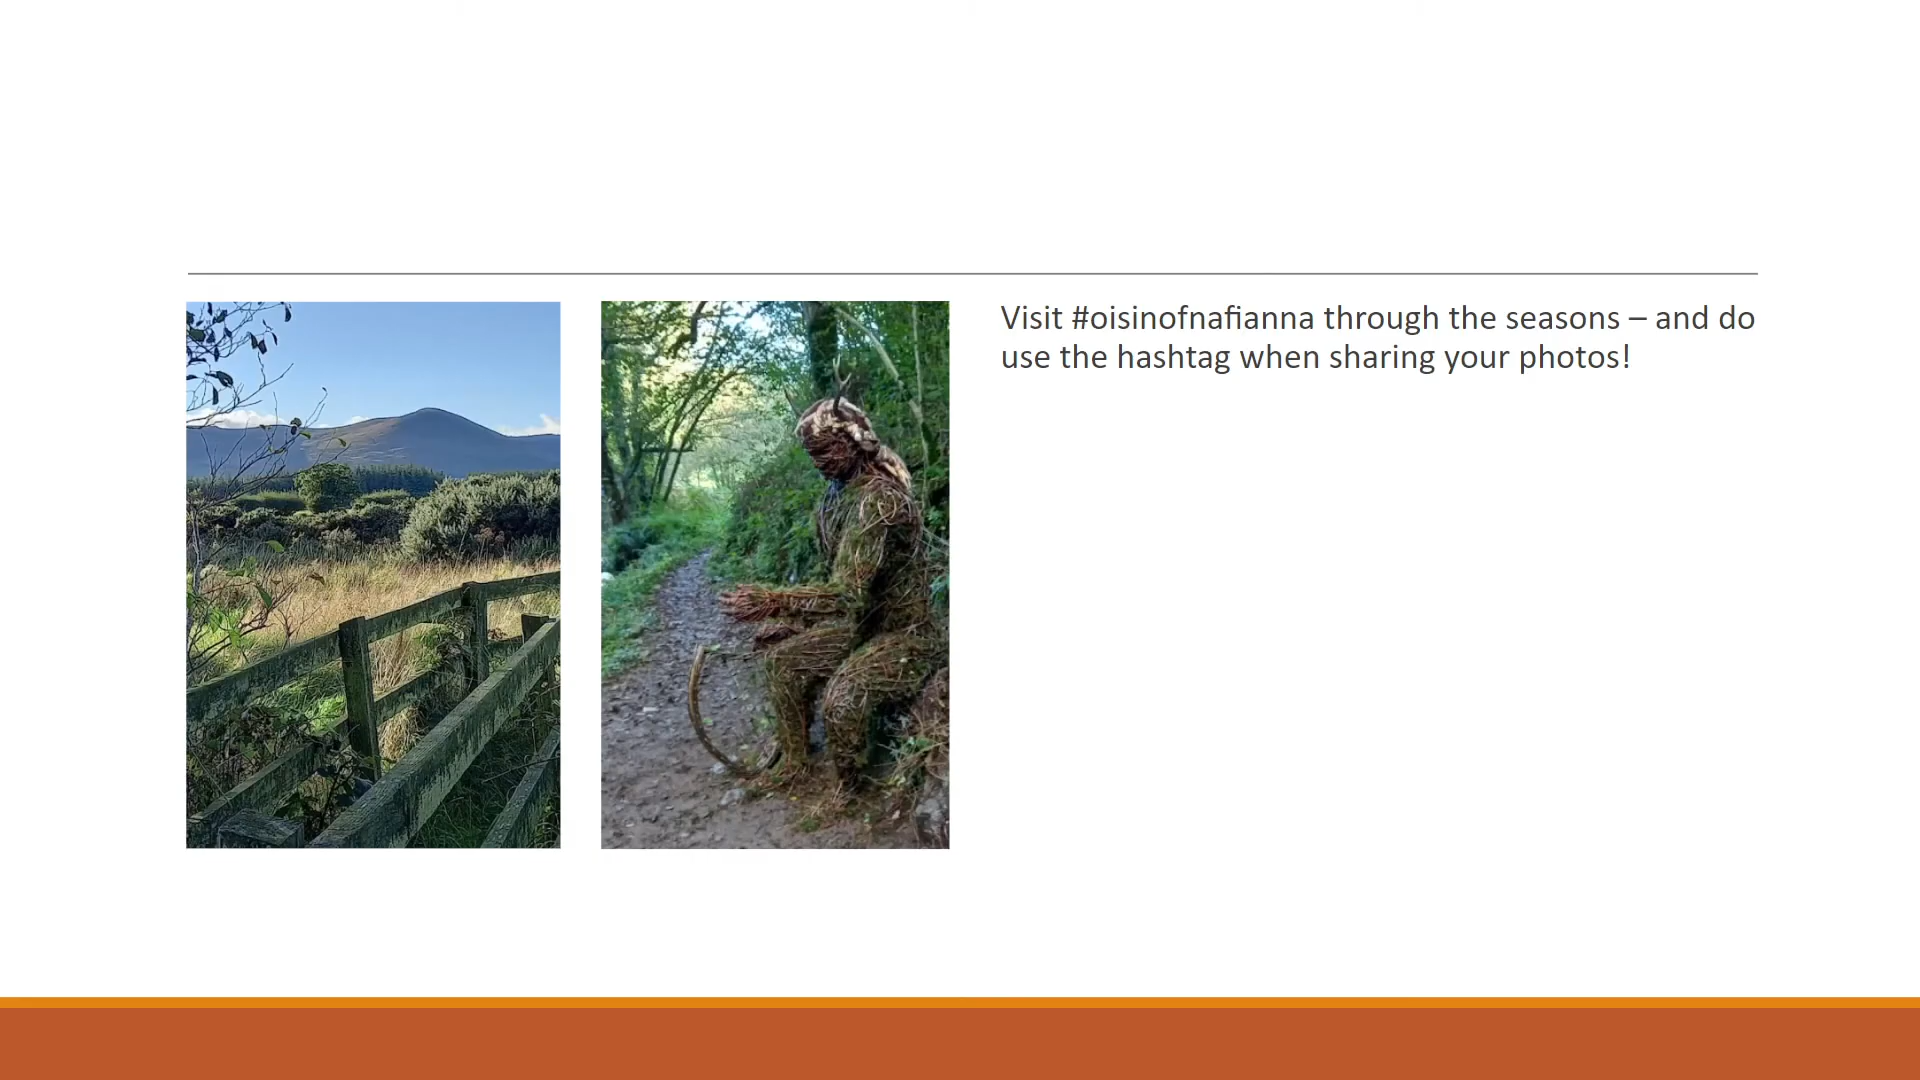 Visit #oisinofnafianna through the seasons – and do
use the hashtag when sharing your photos!